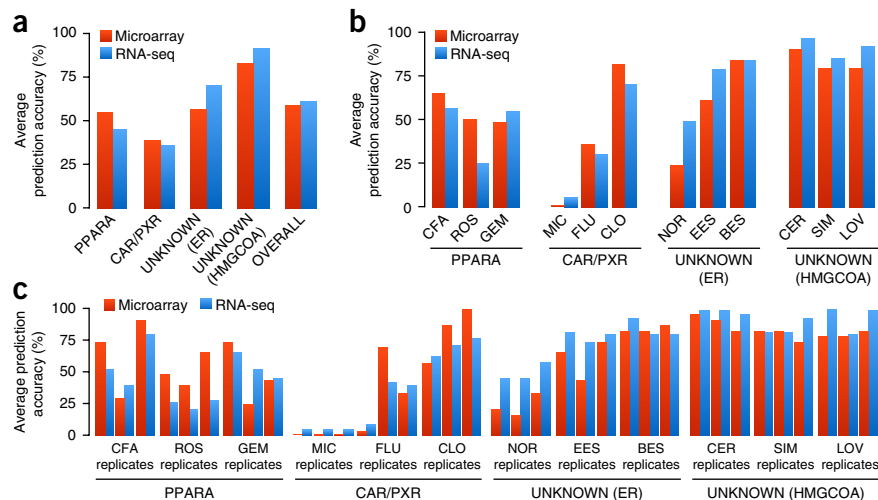 a
Average
prediction accuracy (%)
100
75
50
25
0
Microarray
RNA-seq
PPARA
CAR/PXR
UNKNOWN
(ER)
UNKNOWN
(HMGCOA)
OVERALL
b
Average
prediction accuracy (%)
100
75
50
25
0
Microarray
RNA-seq
CFA
ROS
GEM
MIC
FLU
CLO
NOR
EES
BES
CER
SIM
LOV
PPARA
CAR/PXR
UNKNOWN
(ER)
UNKNOWN
(HMGCOA)
c
Average prediction
accuracy (%)
100
75
50
25
0
Microarray
RNA-seq
CFA
replicates
ROS
replicates
GEM
replicates
MIC
replicates
FLU
replicates
CLO
replicates
NOR
replicates
EES
replicates
BES
replicates
CER
replicates
SIM
replicates
LOV
replicates
PPARA
CAR/PXR
UNKNOWN (ER)
UNKNOWN (HMGCOA)